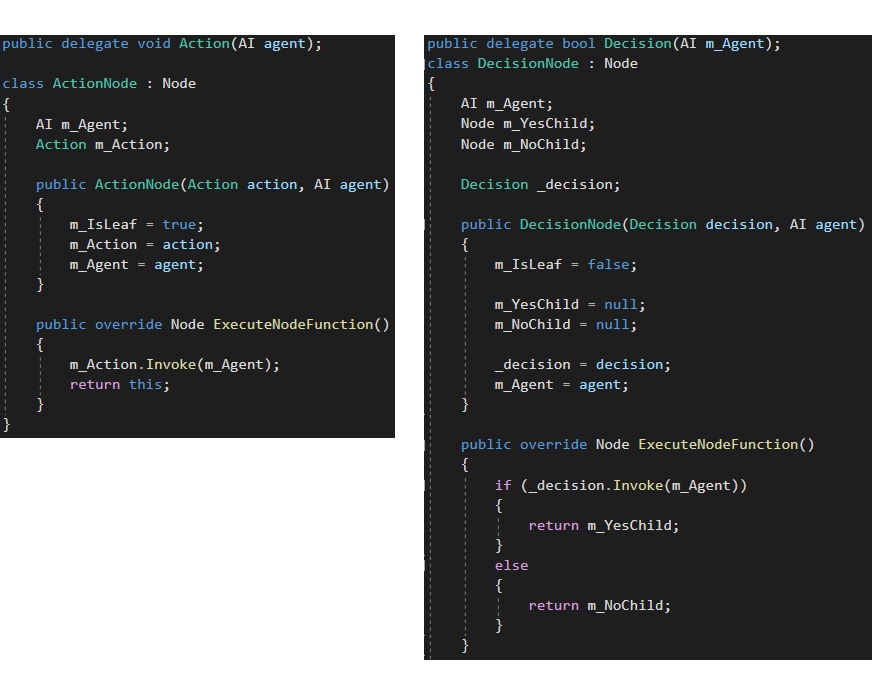 public delegate void Action(AI agent);
class ActionNode : Node
{
AI m_Agent;
Action m_Action;
public ActionNode(Action action, AI agent)
{
m_IsLeaf = true;
m_Action = action;
m_Agent = agent;
}
public override Node ExecuteNodeFunction()
{
m_Action.Invoke(m_Agent);
return this;
}
}
public delegate bool Decision(AI m_Agent);
class DecisionNode : Node
{
AI m_Agent;
Node m_YesChild;
Node m_NoChild;
Decision _decision;
public DecisionNode(Decision decision, AI agent)
{
m_IsLeaf = false;
m_YesChild = null;
m_NoChild = null;
_decision = decision;
m_Agent = agent;
}
public override Node ExecuteNodeFunction()
{
if (_decision.Invoke(m_Agent))
{
return m_YesChild;
}
else
{
return m_NoChild;
}
}